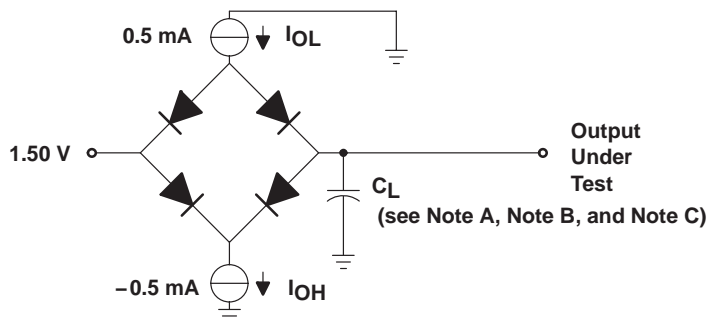 0.5 mA
IOL
1.50 V
Output
Under
Test
CL
(see Note A, Note B, and Note C)
−0.5 mA
IOH